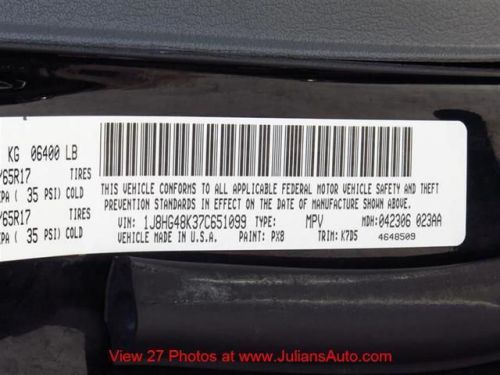 KG 06400 LB
/65R17 TIRES
PA ( 35 PSI) COLD
/65R17 TIRES
PA ( 35 PSI) COLD
THIS VEHICLE CONFORMS TO ALL APPLICABLE FEDERAL MOTOR VEHICLE SAFETY AND THEFT
PREVENTION STANDARDS IN EFFECT ON THE DATE OF MANUFACTURE SHOWN ABOVE.
VIN: 1J8HG48K37C651099 TYPE: MPV MDH: 042306 023AA
VEHICLE MADE IN U.S.A. PAINT: PX8 TRIM: K7D5 4648509
View 27 Photos at www.JuliansAuto.com